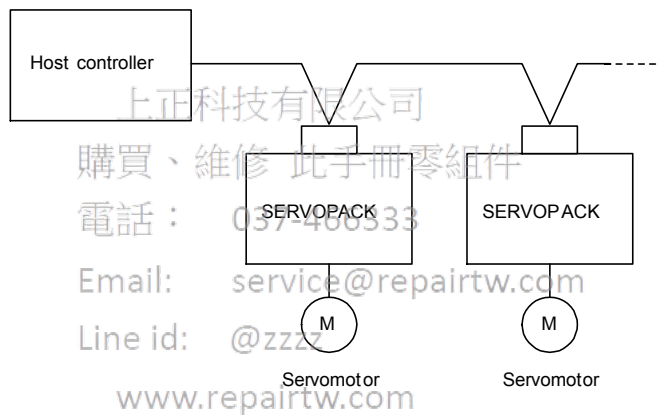 Host controller
上正科技有限公司
購買、維修 此手冊零組件
SERVOPACK
SERVOPACK
電話： 037-466333
Email: service@repairtw.com
M
M
Line id: @zzzz
Servomotor
Servomotor
www.repairtw.com